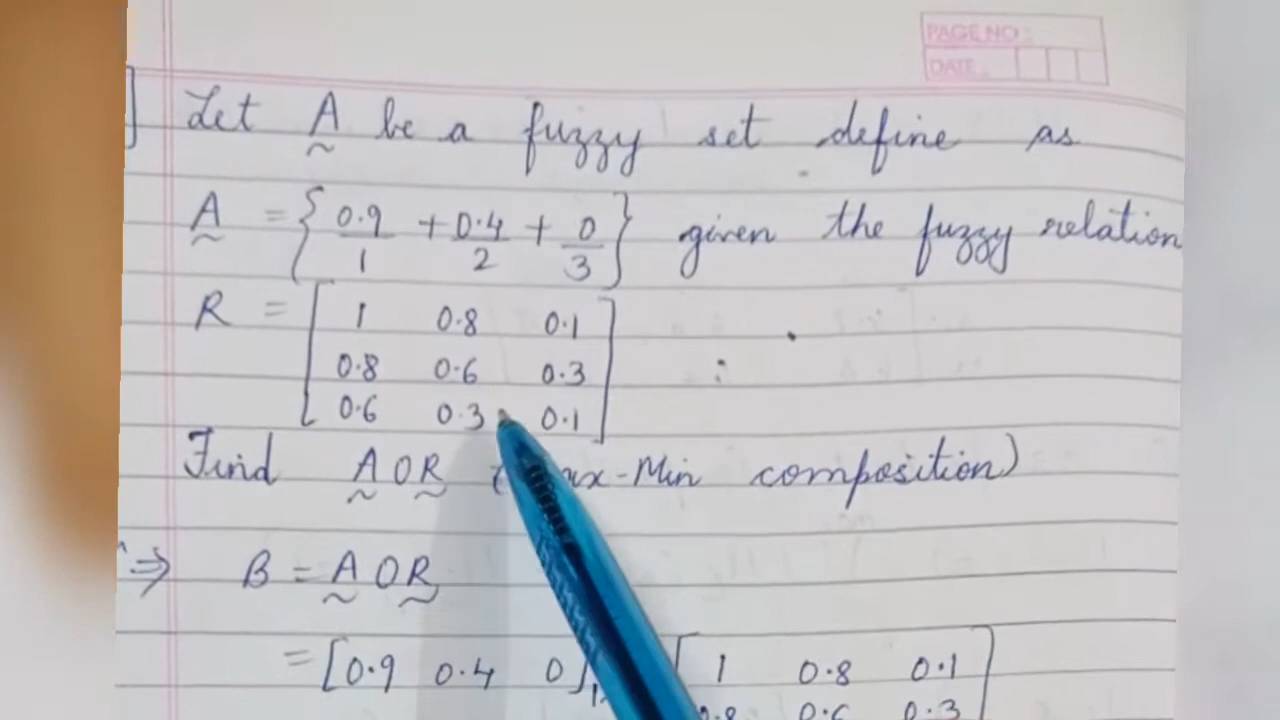 PAGE NO.:
DATE:
Let A be a fuzzy set define as
A = { 0.9/1 + 0.4/2 + 0/3 } given the fuzzy relation
R = [ 1 0.8 0.1
0.8 0.6 0.3
0.6 0.3 0.1 ]
Find A O R Min composition)
⇒ B = A O R
= [0.9 0.4 0] [ 1 0.8 0.1
0.8 0.6 0.3